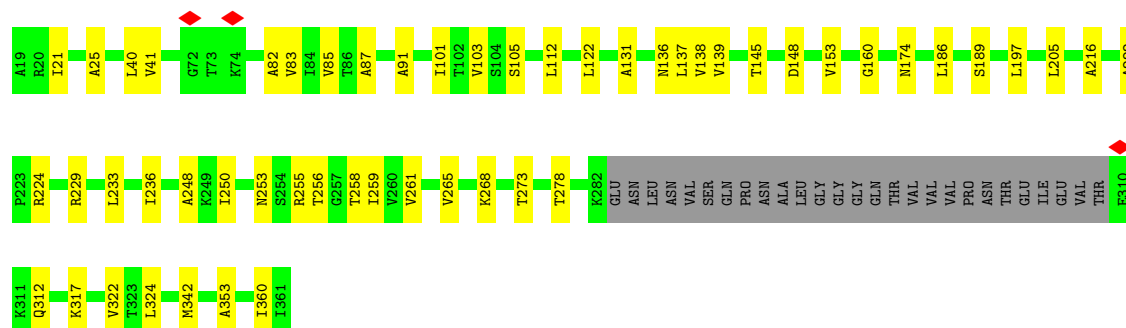 A19 R20 I21 A25 L40 V41 G72 T73 K74 A82 V83 I84 V85 T86 A87 A91 I101 T102 V103 S104 S105 L112 L122 A131 N136 L137 V138 V139 T145 D148 V153 G160 N174 L186 S189 L197 L205 A216
P223 R224 R229 L233 I236 A248 K249 I250 N253 S254 R255 T256 G257 T258 I259 V260 V261 V265 K268 T273 T278 K282 GLU ASN LEU ASN VAL SER GLN PRO ASN ALA LEU GLY GLY GLY GLN THR VAL VAL VAL PRO ASN THR GLU ILE GLU VAL THR E310
K311 Q312 K317 V322 T323 L324 M342 A353 I360 I361